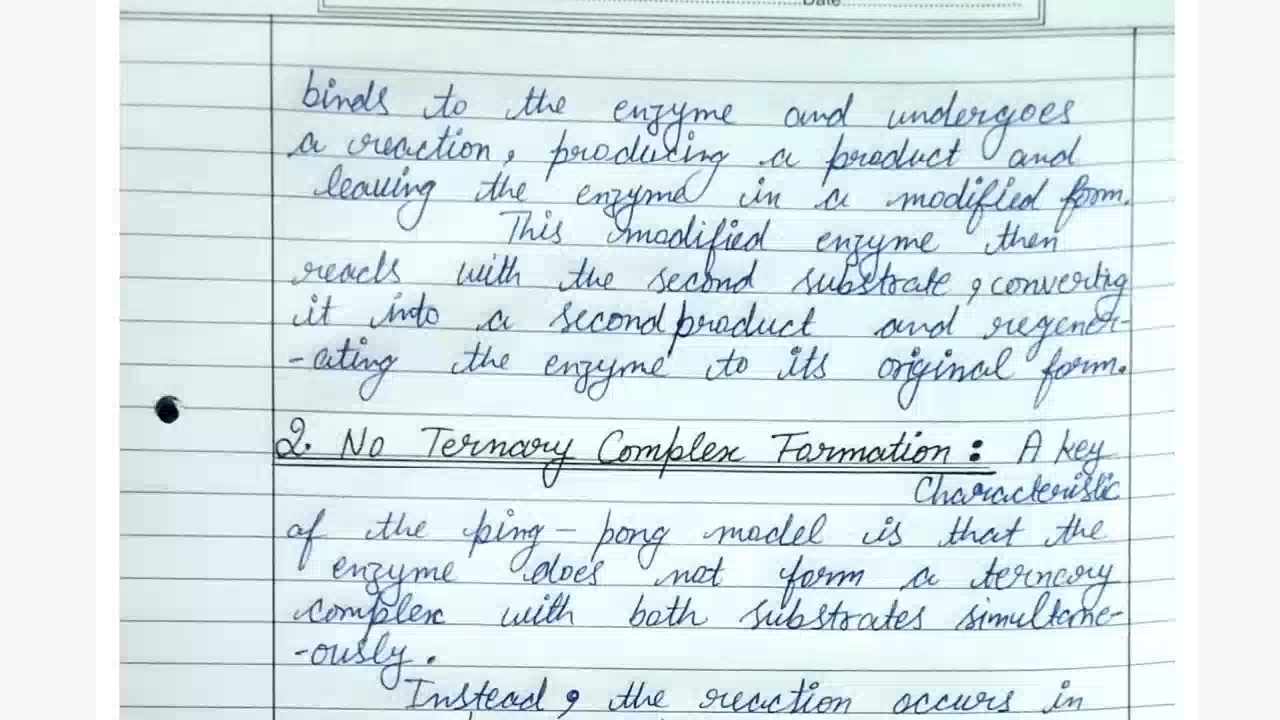 Date
binds to the enzyme and undergoes
a reaction, producing a product and
leaving the enzyme in a modified form.
This modified enzyme then
reacts with the second substrate, converting
it into a second product and regener-
-ating the enzyme to its original form.
2. No Ternary Complex Formation : A key
Characteristic
of the ping - pong model is that the
enzyme does not form a ternary
complex with both substrates simultane-
-ously.
Instead, the reaction occurs in